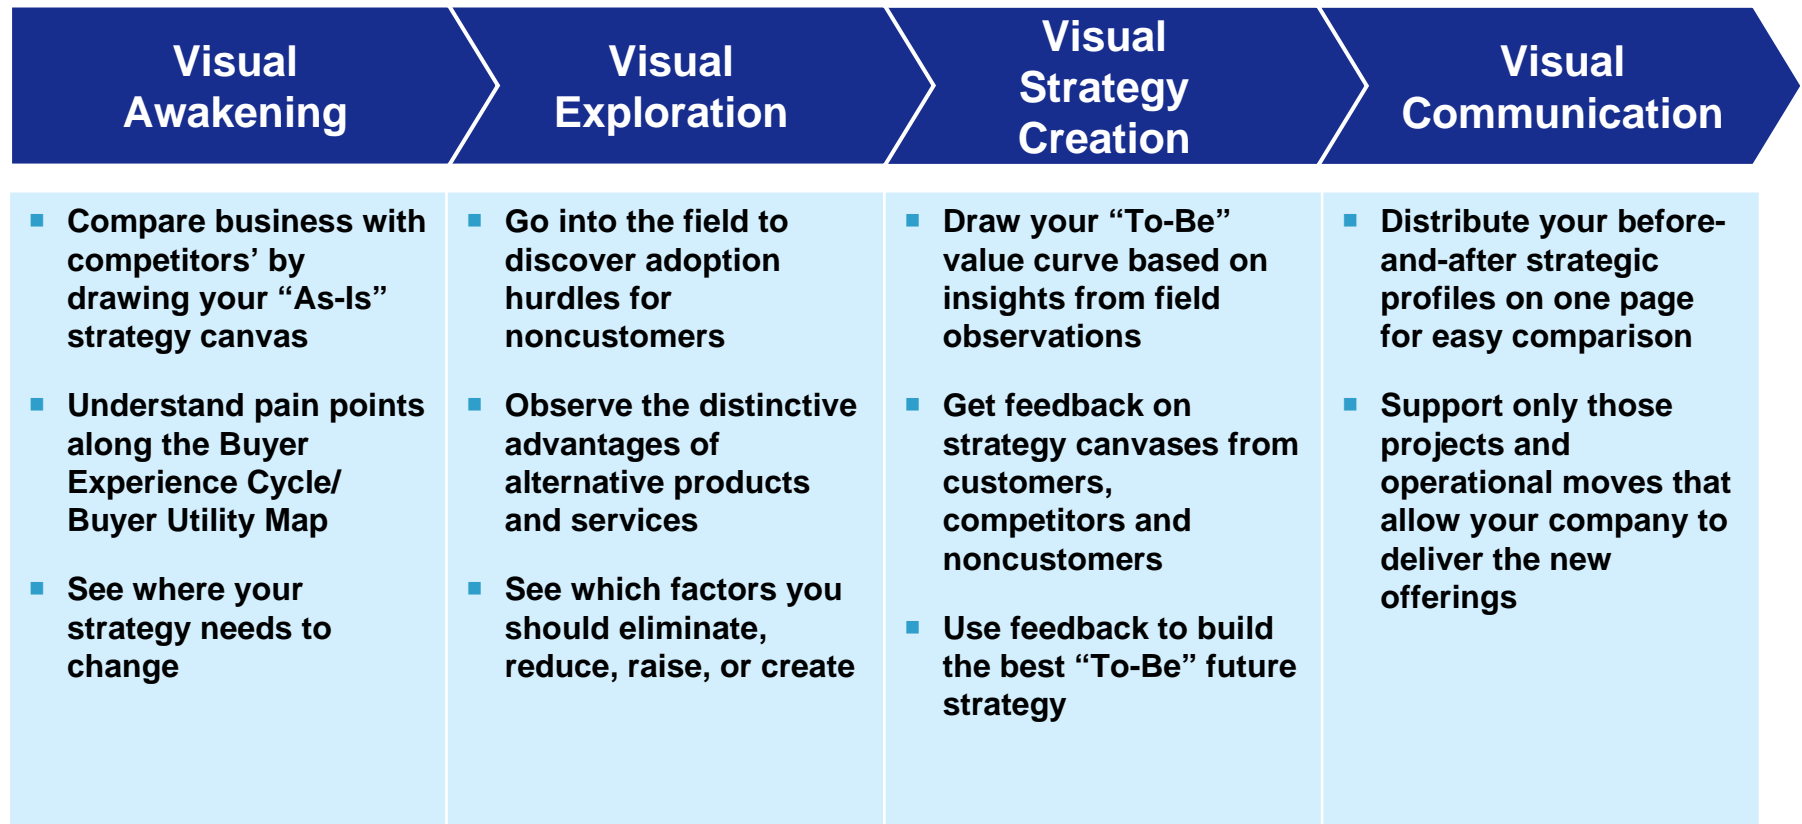 Visual
Awakening
Visual
Exploration
Visual
Strategy
Creation
Visual
Communication
Compare business with
competitors’ by
drawing your “As-Is”
strategy canvas
Understand pain points
along the Buyer
Experience Cycle/
Buyer Utility Map
See where your
strategy needs to
change
Go into the field to
discover adoption
hurdles for
noncustomers
Observe the distinctive
advantages of
alternative products
and services
See which factors you
should eliminate,
reduce, raise, or create
Draw your “To-Be”
value curve based on
insights from field
observations
Get feedback on
strategy canvases from
customers,
competitors and
noncustomers
Use feedback to build
the best “To-Be” future
strategy
Distribute your before-
and-after strategic
profiles on one page
for easy comparison
Support only those
projects and
operational moves that
allow your company to
deliver the new
offerings